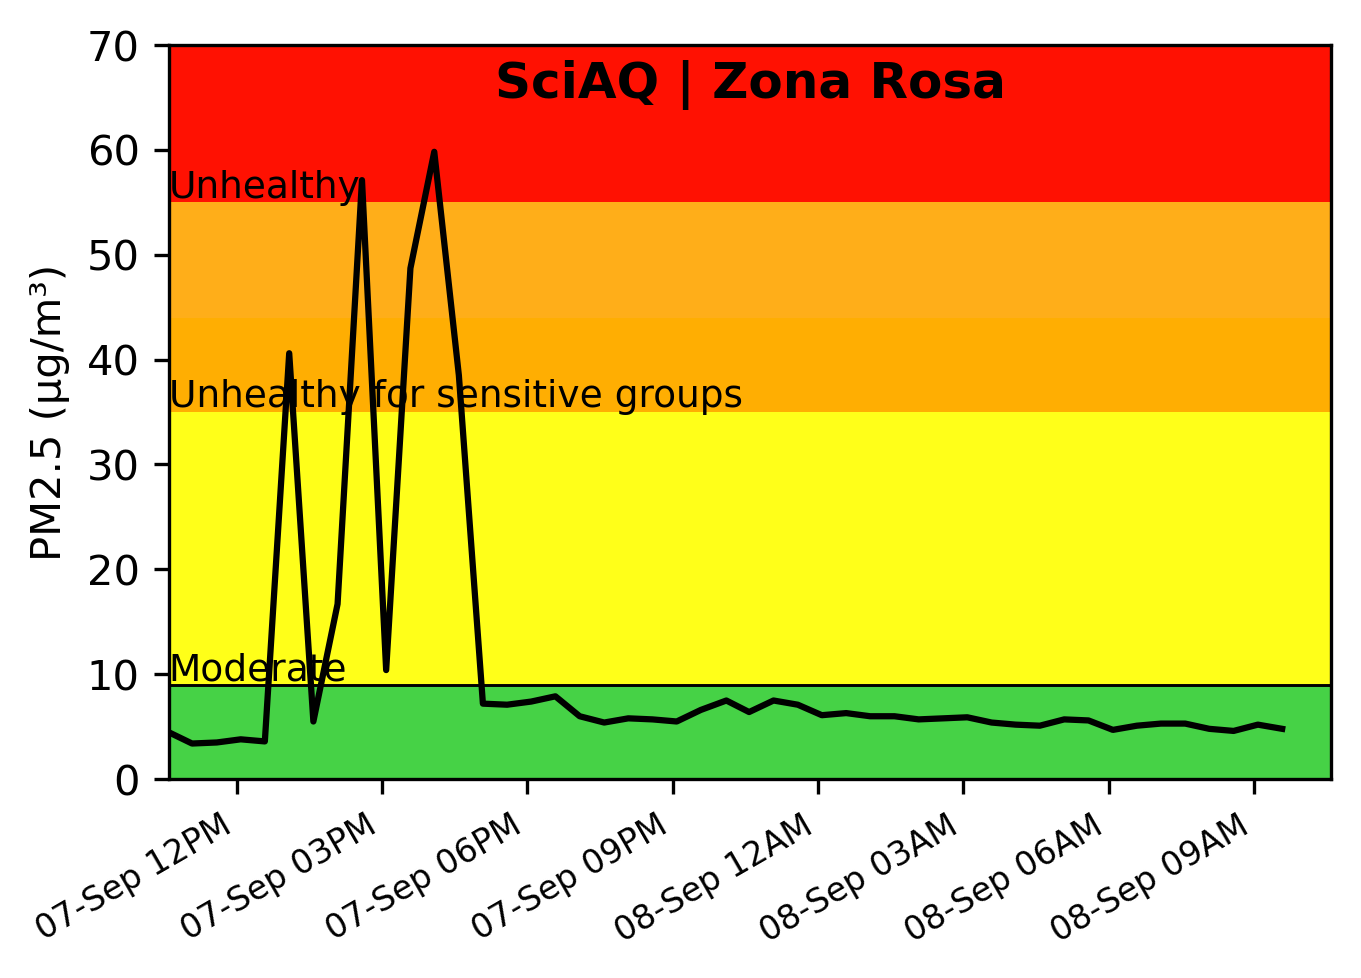 SciAQ | Zona Rosa
PM2.5 (µg/m³)
70
60
50
40
30
20
10
0
Unhealthy
Unhealthy for sensitive groups
Moderate
07-Sep 12PM
07-Sep 03PM
07-Sep 06PM
07-Sep 09PM
08-Sep 12AM
08-Sep 03AM
08-Sep 06AM
08-Sep 09AM